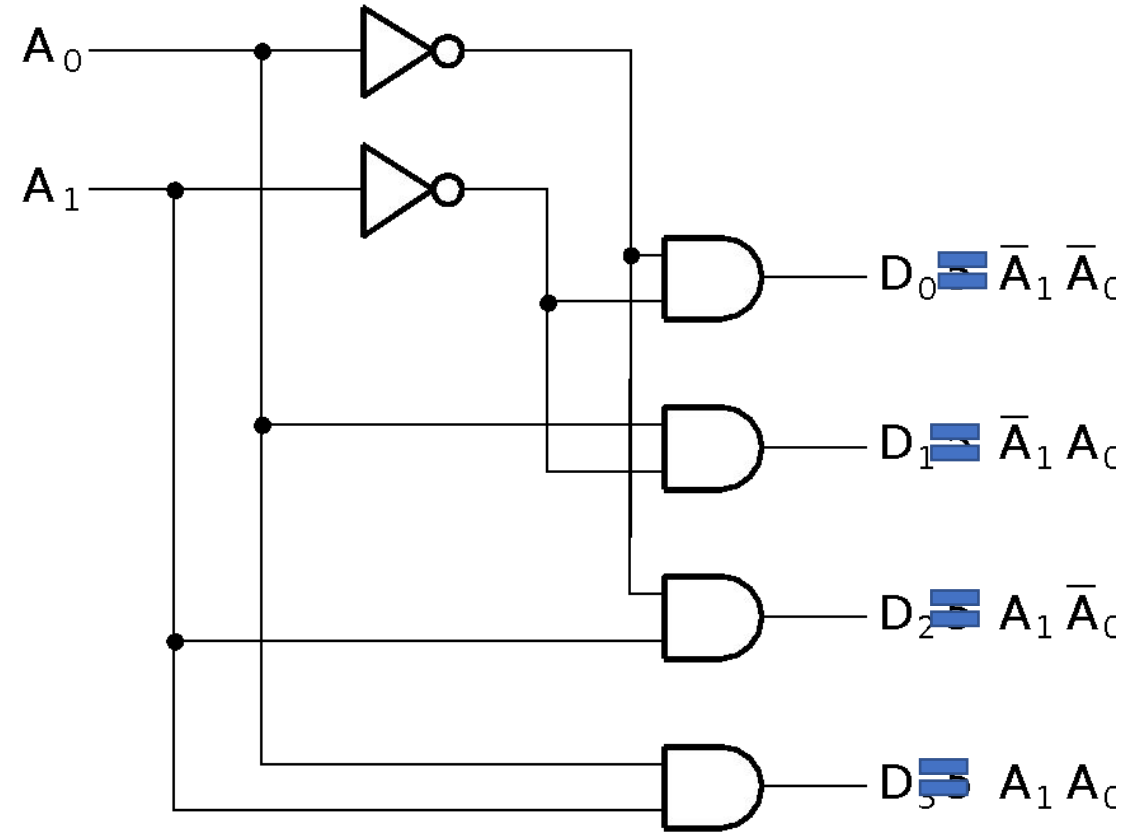 A₀
A₁
D₀ = A̅₁ A̅₀
D₁ = A̅₁ A₀
D₂ = A₁ A̅₀
D₃ = A₁ A₀